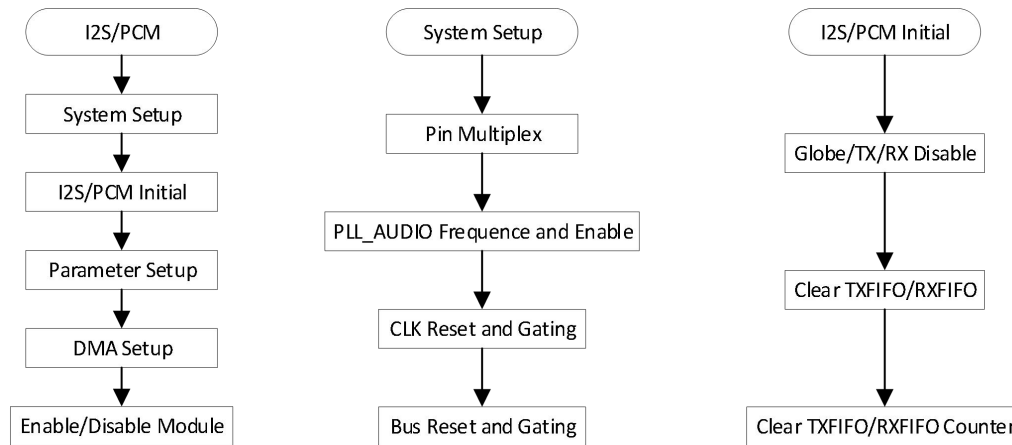 I2S/PCM
System Setup
I2S/PCM Initial
Parameter Setup
DMA Setup
Enable/Disable Module
System Setup
Pin Multiplex
PLL_AUDIO Frequence and Enable
CLK Reset and Gating
Bus Reset and Gating
I2S/PCM Initial
Globe/TX/RX Disable
Clear TXFIFO/RXFIFO
Clear TXFIFO/RXFIFO Counter